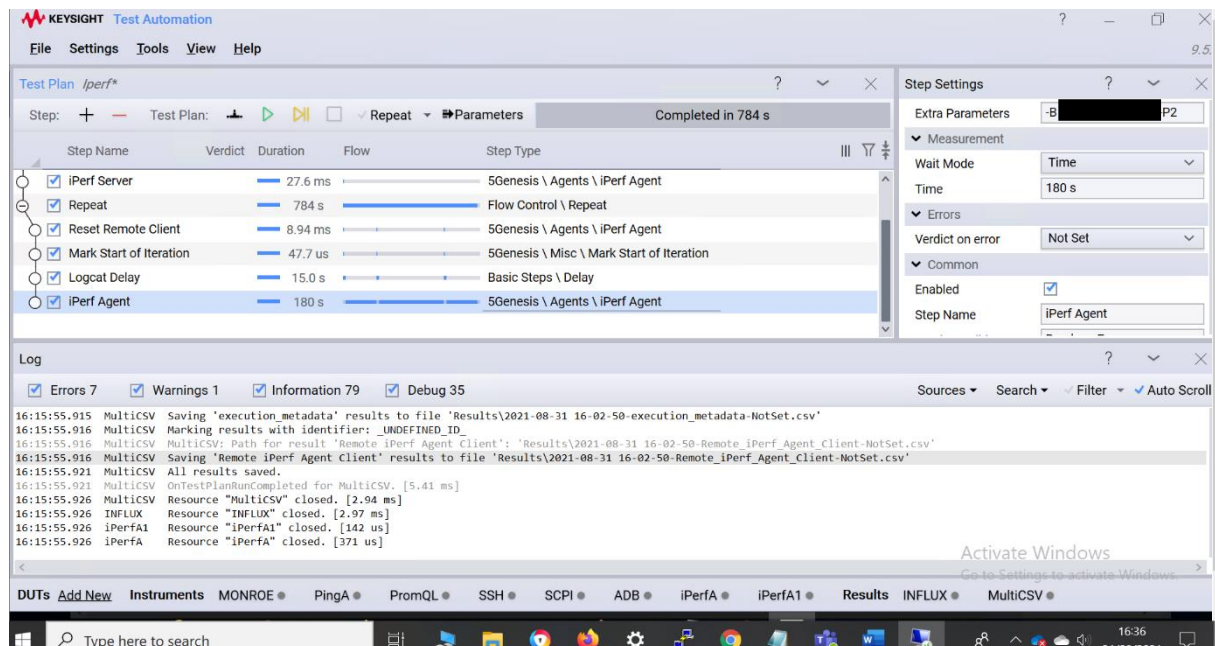 KEYSIGHT Test Automation ? — X
File Settings Tools View Help 9.5.
Test Plan Iperf* ? X Step Settings ? X
Step: + — Test Plan: Repeat Parameters Completed in 784 s
Extra Parameters -B P2
Step Name Verdict Duration Flow Step Type
Measurement
Wait Mode Time
iPerf Server 27.6 ms 5Genesis \ Agents \ iPerf Agent
Time 180 s
Repeat 784 s Flow Control \ Repeat
Errors
Reset Remote Client 8.94 ms 5Genesis \ Agents \ iPerf Agent
Verdict on error Not Set
Mark Start of Iteration 47.7 us 5Genesis \ Misc \ Mark Start of Iteration
Common
Logcat Delay 15.0 s Basic Steps \ Delay
Enabled
iPerf Agent 180 s 5Genesis \ Agents \ iPerf Agent
Step Name iPerf Agent
Log ? X
Errors 7 Warnings 1 Information 79 Debug 35 Sources Search Filter Auto Scroll
16:15:55.915 MultiCSV Saving 'execution_metadata' results to file 'Results\2021-08-31 16-02-50-execution_metadata-NotSet.csv'
16:15:55.916 MultiCSV Marking results with identifier: _UNDEFINED_ID_
16:15:55.916 MultiCSV MultiCSV: Path for result 'Remote iPerf Agent Client': 'Results\2021-08-31 16-02-50-Remote_iPerf_Agent_Client-NotSet.csv'
16:15:55.916 MultiCSV Saving 'Remote iPerf Agent Client' results to file 'Results\2021-08-31 16-02-50-Remote_iPerf_Agent_Client-NotSet.csv'
16:15:55.921 MultiCSV All results saved.
16:15:55.921 MultiCSV OnTestPlanRunCompleted for MultiCSV. [5.41 ms]
16:15:55.926 MultiCSV Resource "MultiCSV" closed. [2.94 ms]
16:15:55.926 INFLUX Resource "INFLUX" closed. [2.97 ms]
16:15:55.926 iPerfA1 Resource "iPerfA1" closed. [142 us]
16:15:55.926 iPerfA Resource "iPerfA" closed. [371 us]
Activate Windows
Go to Settings to activate Windows.
DUTs Add New Instruments MONROE PingA PromQL SSH SCPI ADB iPerfA iPerfA1 Results INFLUX MultiCSV
Type here to search 16:36